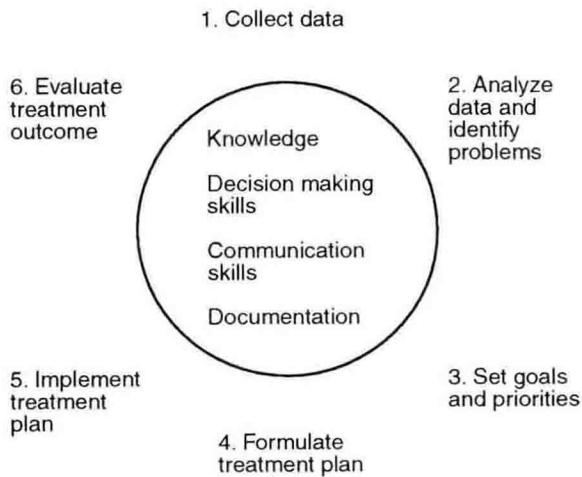 1. Collect data
2. Analyze
data and
identify
problems
3. Set goals
and priorities
4. Formulate
treatment plan
5. Implement
treatment
plan
6. Evaluate
treatment
outcome
Knowledge
Decision making
skills
Communication
skills
Documentation